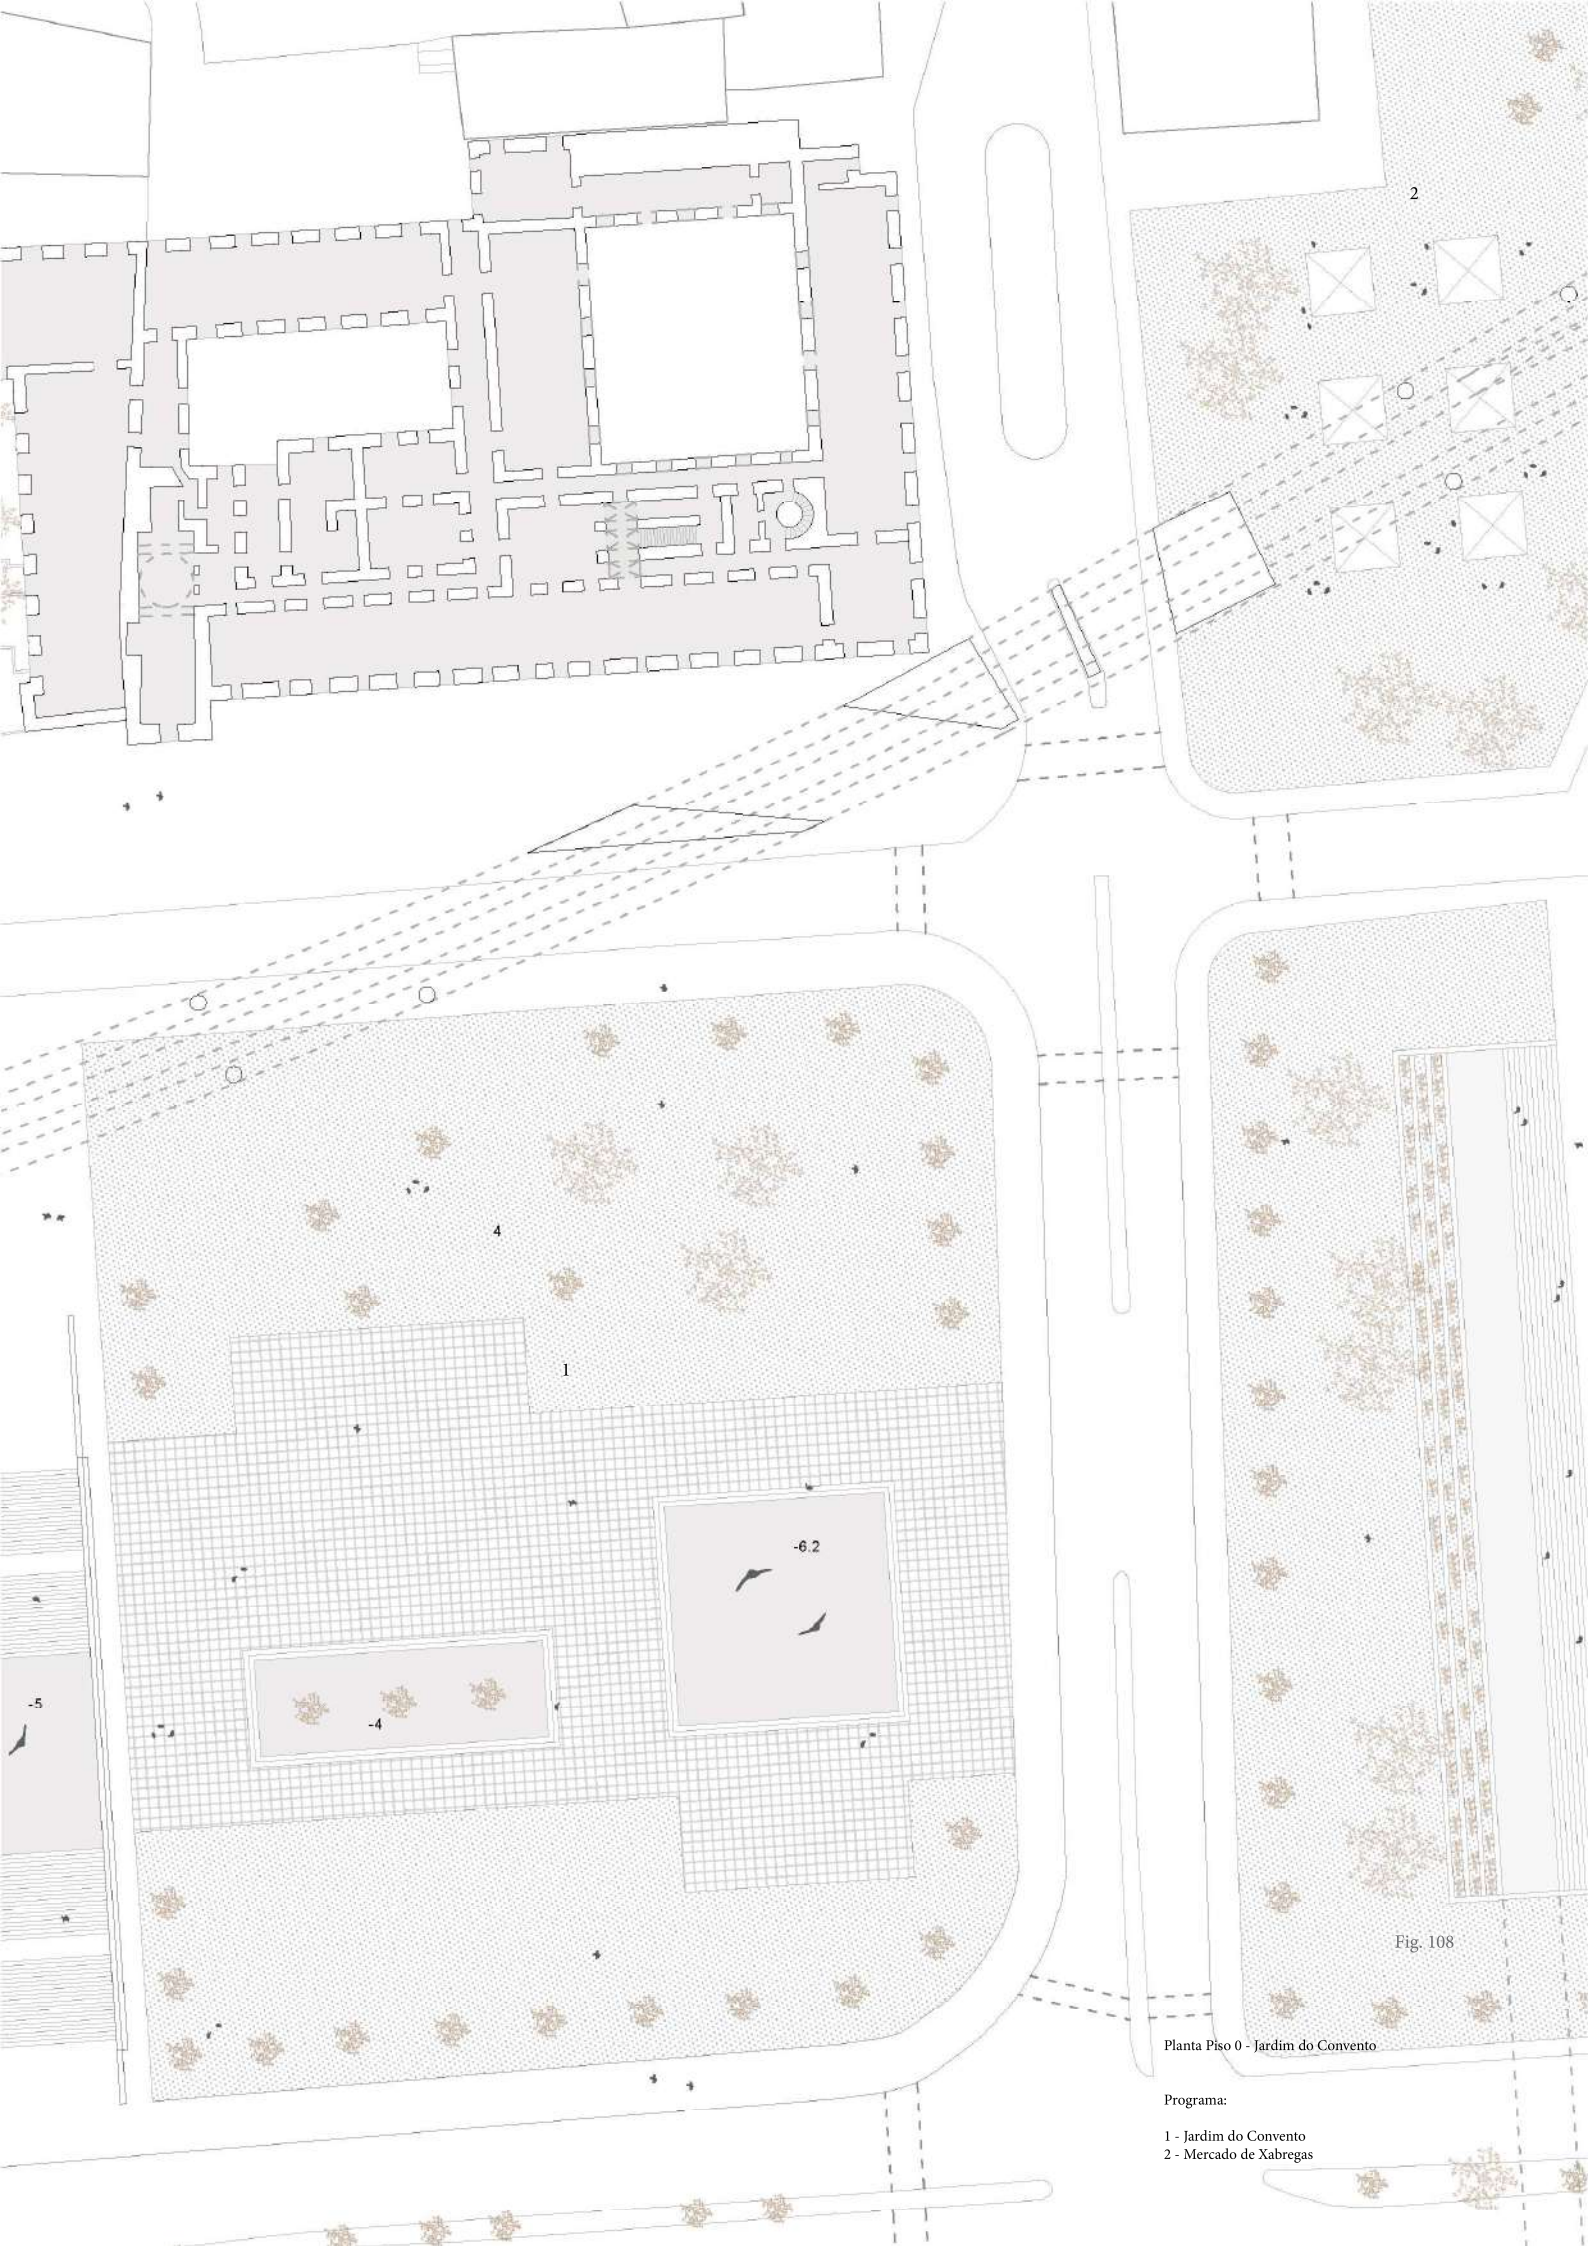 2
4
1
-6.2
-5
-4
Fig. 108
Planta Piso 0 - Jardim do Convento
Programa:
1 - Jardim do Convento
2 - Mercado de Xabregas